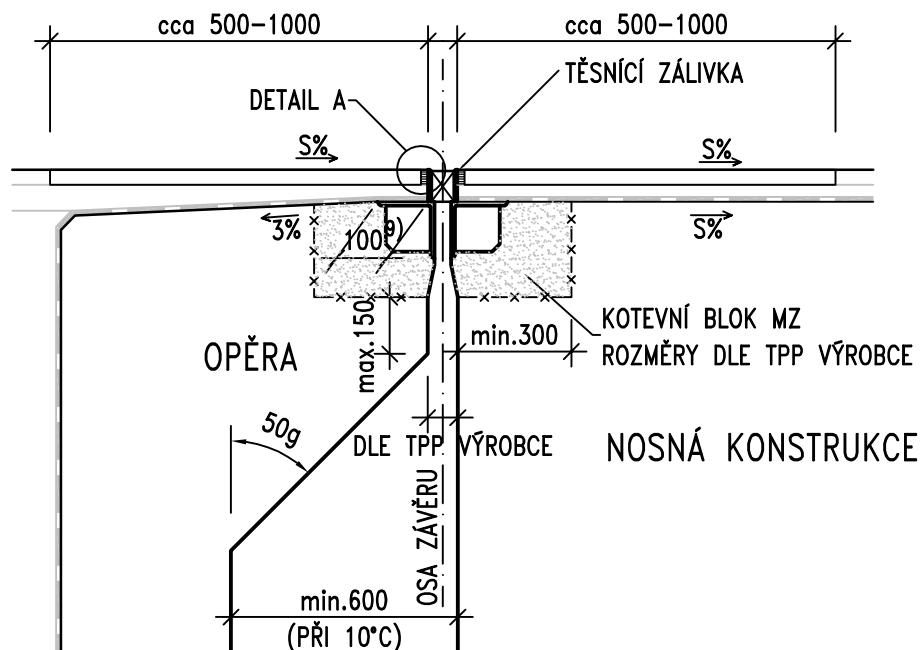 cca 500-1000
cca 500-1000
TĚSNÍCÍ ZÁLIVKA
DETAIL A
S%
S%
3%
100
9)
S%
max.150
min.300
KOTEVNÍ BLOK MZ
ROZMĚRY DLE TPP VÝROBCE
OPĚRA
50g
DLE TPP VÝROBCE
NOSNÁ KONSTRUKCE
OSA ZÁVĚRU
min.600
(PŘI 10°C)